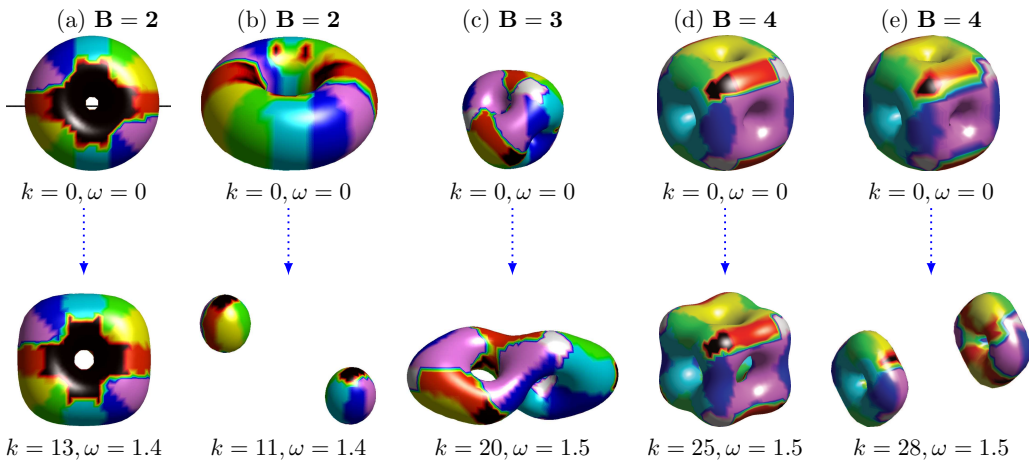 (a) B = 2 (b) B = 2 (c) B = 3 (d) B = 4 (e) B = 4
k = 0, ω = 0 k = 0, ω = 0 k = 0, ω = 0 k = 0, ω = 0 k = 0, ω = 0
k = 13, ω = 1.4 k = 11, ω = 1.4 k = 20, ω = 1.5 k = 25, ω = 1.5 k = 28, ω = 1.5